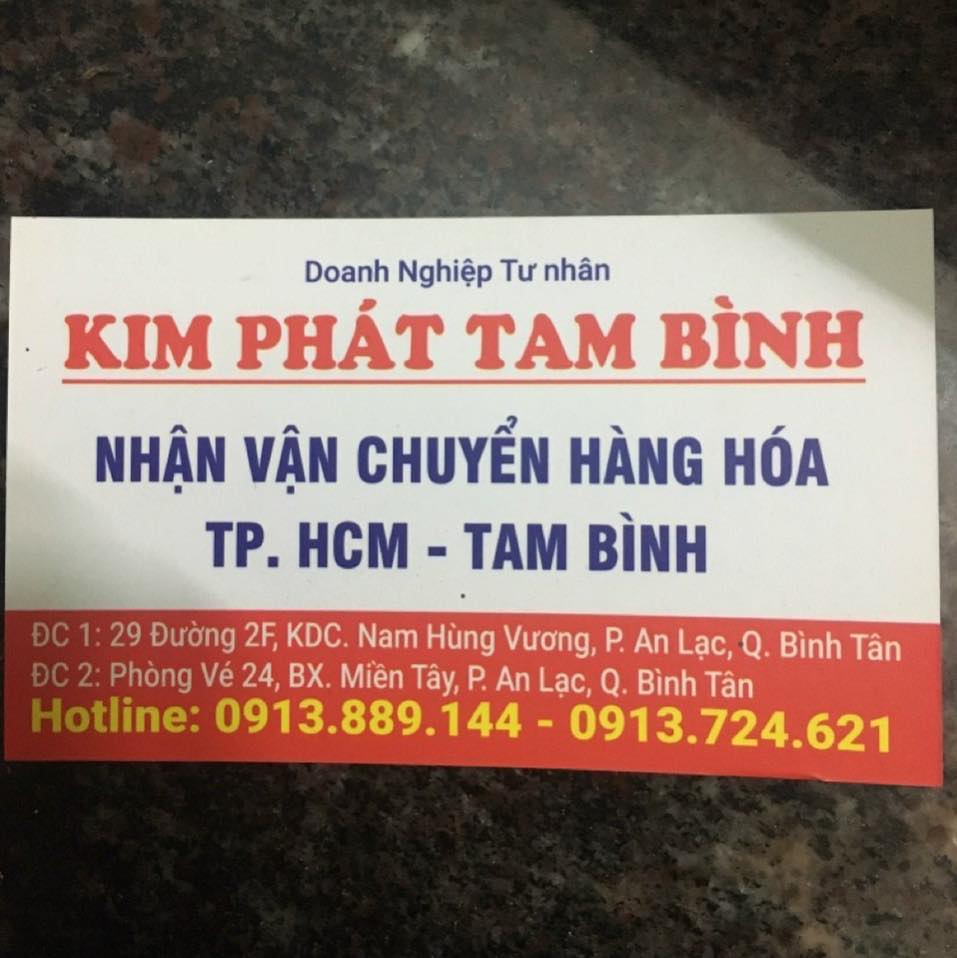 Doanh Nghiệp Tư nhân
KIM PHÁT TAM BÌNH
NHẬN VẬN CHUYỂN HÀNG HÓA
TP. HCM - TAM BÌNH
ĐC 1: 29 Đường 2F, KDC. Nam Hùng Vương, P. An Lạc, Q. Bình Tân
ĐC 2: Phòng Vé 24, BX. Miền Tây, P. An Lạc, Q. Bình Tân
Hotline: 0913.889.144 - 0913.724.621